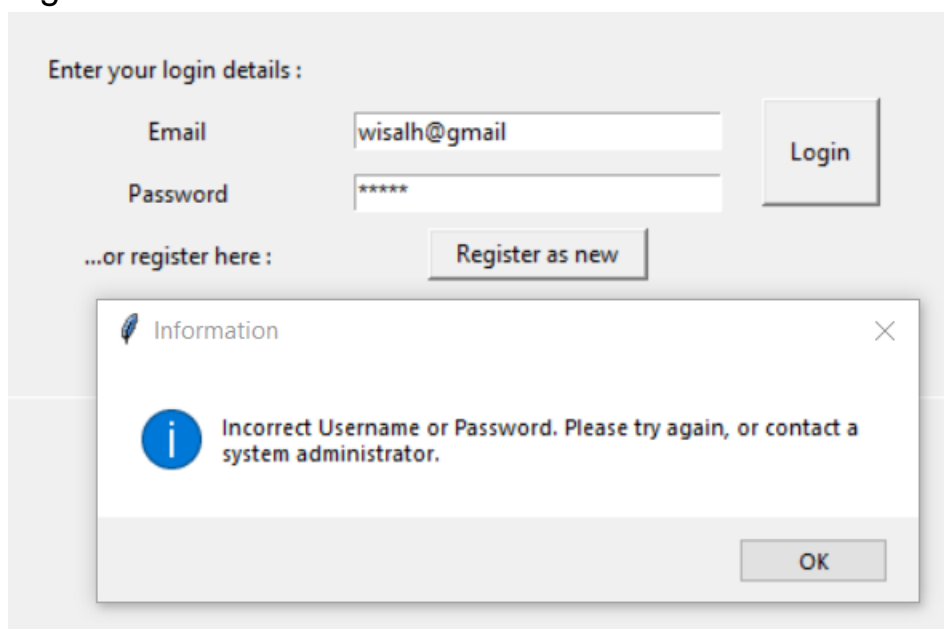 Enter your login details :
Email
wisalh@gmail
Login
Password
*****
...or register here :
Register as new
Information
Incorrect Username or Password. Please try again, or contact a
system administrator.
OK